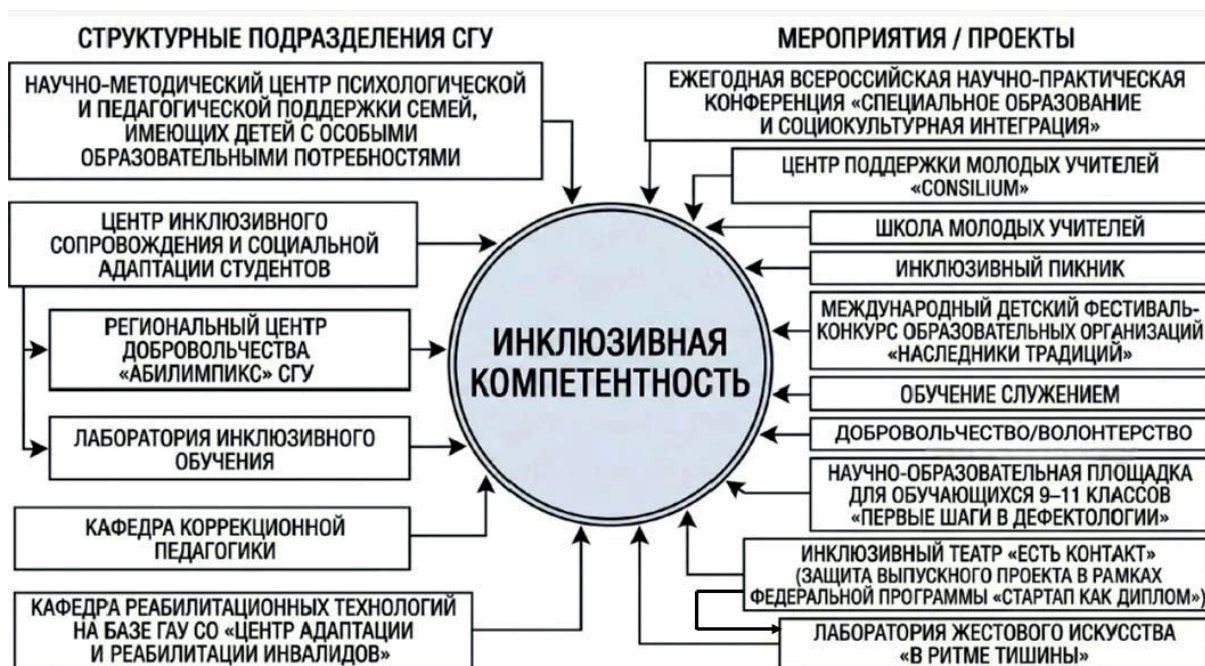 СТРУКТУРНЫЕ ПОДРАЗДЕЛЕНИЯ СГУ
НАУЧНО-МЕТОДИЧЕСКИЙ ЦЕНТР ПСИХОЛОГИЧЕСКОЙ
И ПЕДАГОГИЧЕСКОЙ ПОДДЕРЖКИ СЕМЕЙ,
ИМЕЮЩИХ ДЕТЕЙ С ОСОБЫМИ
ОБРАЗОВАТЕЛЬНЫМИ ПОТРЕБНОСТЯМИ
ЦЕНТР ИНКЛЮЗИВНОГО
СОПРОВОЖДЕНИЯ И СОЦИАЛЬНОЙ
АДАПТАЦИИ СТУДЕНТОВ
РЕГИОНАЛЬНЫЙ ЦЕНТР
ДОБРОВОЛЬЧЕСТВА
«АБИЛИМПИКС» СГУ
ЛАБОРАТОРИЯ ИНКЛЮЗИВНОГО
ОБУЧЕНИЯ
КАФЕДРА КОРРЕКЦИОННОЙ
ПЕДАГОГИКИ
КАФЕДРА РЕАБИЛИТАЦИОННЫХ ТЕХНОЛОГИЙ
НА БАЗЕ ГАУ СО «ЦЕНТР АДАПТАЦИИ
И РЕАБИЛИТАЦИИ ИНВАЛИДОВ»
ИНКЛЮЗИВНАЯ
КОМПЕТЕНТНОСТЬ
МЕРОПРИЯТИЯ / ПРОЕКТЫ
ЕЖЕГОДНАЯ ВСЕРОССИЙСКАЯ НАУЧНО-ПРАКТИЧЕСКАЯ
КОНФЕРЕНЦИЯ «СПЕЦИАЛЬНОЕ ОБРАЗОВАНИЕ
И СОЦИОКУЛЬТУРНАЯ ИНТЕГРАЦИЯ»
ЦЕНТР ПОДДЕРЖКИ МОЛОДЫХ УЧИТЕЛЕЙ
«CONSILIUM»
ШКОЛА МОЛОДЫХ УЧИТЕЛЕЙ
ИНКЛЮЗИВНЫЙ ПИКНИК
МЕЖДУНАРОДНЫЙ ДЕТСКИЙ ФЕСТИВАЛЬ-
КОНКУРС ОБРАЗОВАТЕЛЬНЫХ ОРГАНИЗАЦИЙ
«НАСЛЕДНИКИ ТРАДИЦИЙ»
ОБУЧЕНИЕ СЛУЖЕНИЕМ
ДОБРОВОЛЬЧЕСТВО/ВОЛОНТЕРСТВО
НАУЧНО-ОБРАЗОВАТЕЛЬНАЯ ПЛОЩАДКА
ДЛЯ ОБУЧАЮЩИХСЯ 9–11 КЛАССОВ
«ПЕРВЫЕ ШАГИ В ДЕФЕКТОЛОГИИ»
ИНКЛЮЗИВНЫЙ ТЕАТР «ЕСТЬ КОНТАКТ»
(ЗАЩИТА ВЫПУСКНОГО ПРОЕКТА В РАМКАХ
ФЕДЕРАЛЬНОЙ ПРОГРАММЫ «СТАРТАП КАК ДИПЛОМ»)
ЛАБОРАТОРИЯ ЖЕСТОВОГО ИСКУССТВА
«В РИТМЕ ТИШИНЫ»